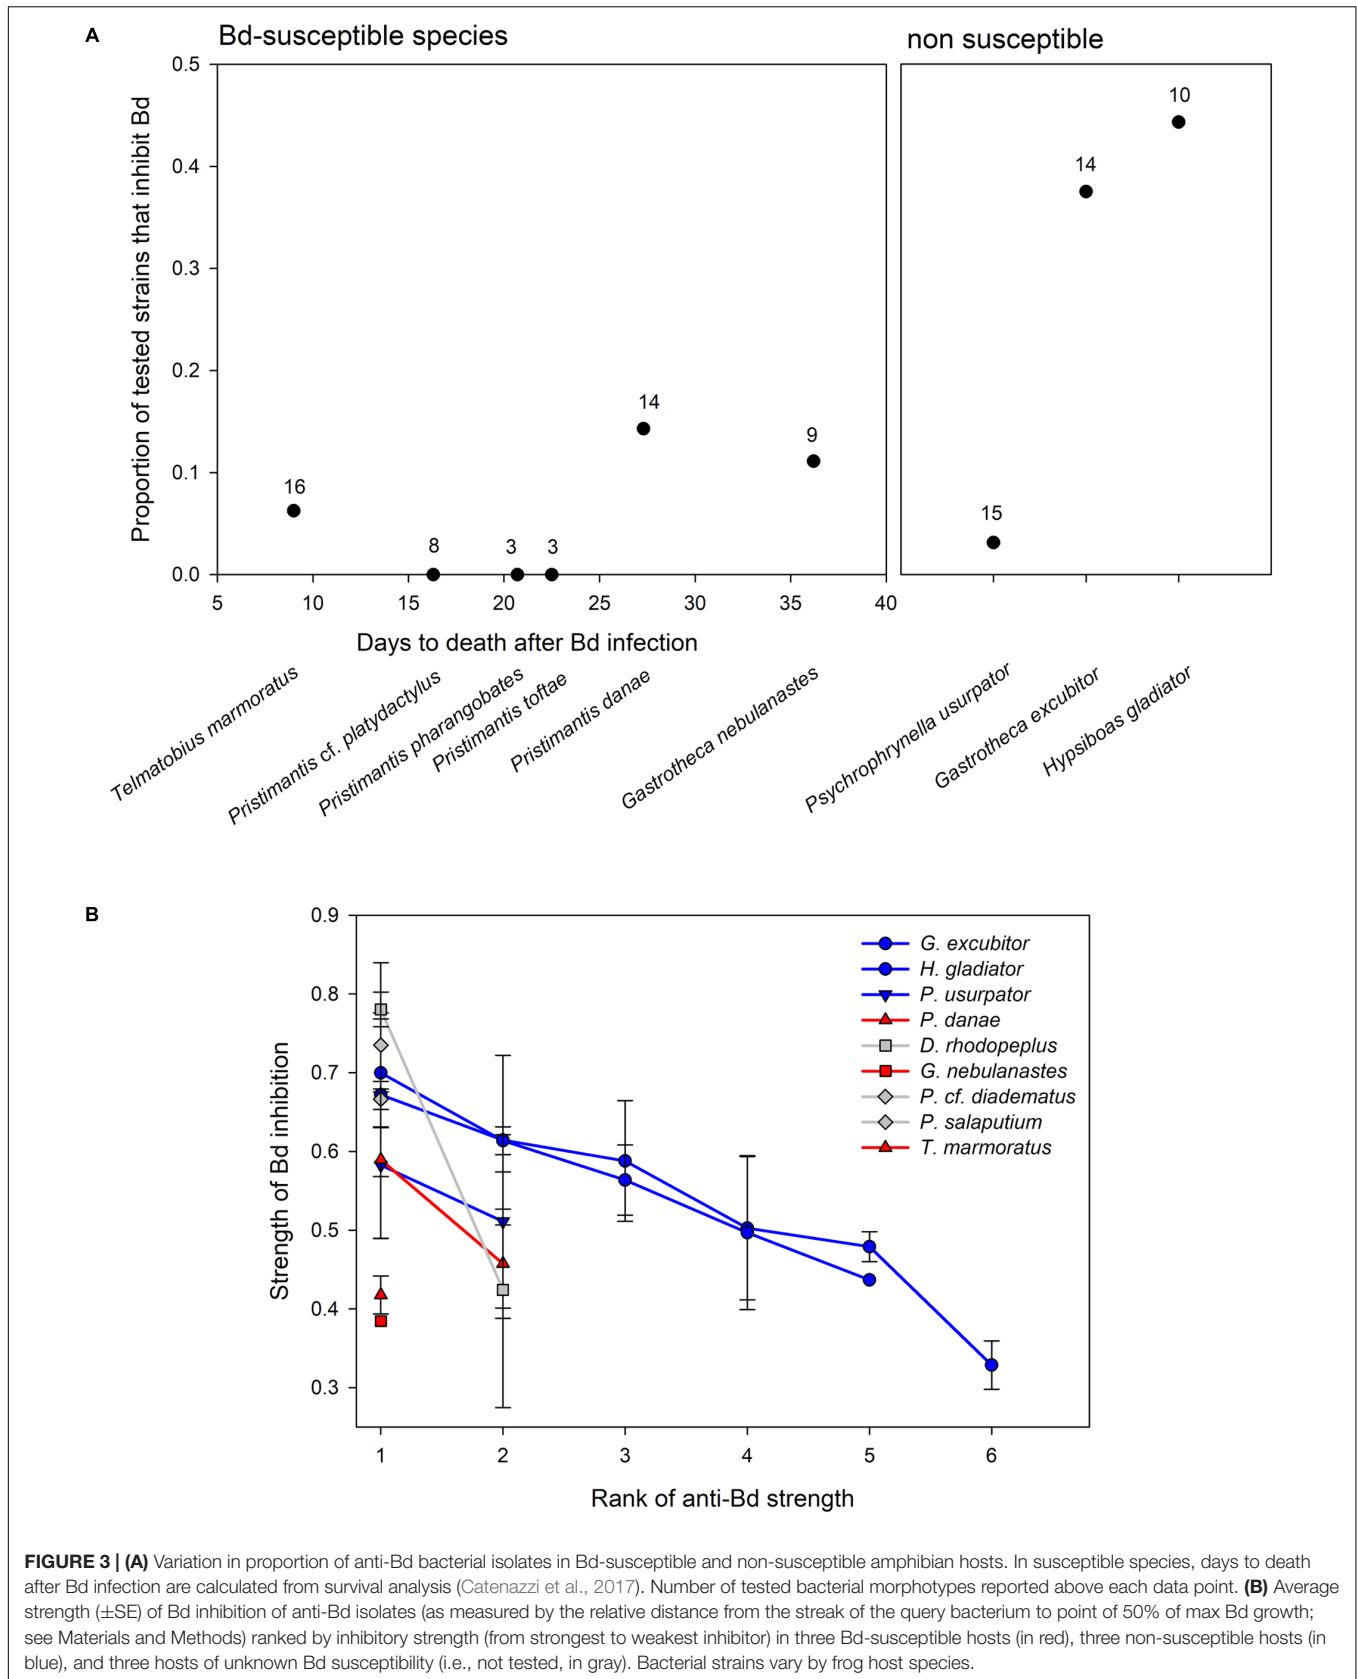 A
Bd-susceptible species
non susceptible
Proportion of tested strains that inhibit Bd
0.5
0.4
0.3
0.2
0.1
0.0
16
8
3
3
14
9
15
14
10
5 10 15 20 25 30 35 40
Days to death after Bd infection
Telmatobius marmoratus
Pristimantis cf. platydactylus
Pristimantis pharangobates
Pristimantis toftae
Pristimantis danae
Gastrotheca nebulanastes
Psychrophrynella usurpator
Gastrotheca excubitor
Hypsiboas gladiator
B
Strength of Bd inhibition
0.9
0.8
0.7
0.6
0.5
0.4
0.3
G. excubitor
H. gladiator
P. usurpator
P. danae
D. rhodopeplus
G. nebulanastes
P. cf. diadematus
P. salaputium
T. marmoratus
1 2 3 4 5 6
Rank of anti-Bd strength
FIGURE 3 | (A) Variation in proportion of anti-Bd bacterial isolates in Bd-susceptible and non-susceptible amphibian hosts. In susceptible species, days to death
after Bd infection are calculated from survival analysis (Catenazzi et al., 2017). Number of tested bacterial morphotypes reported above each data point. (B) Average
strength (±SE) of Bd inhibition of anti-Bd isolates (as measured by the relative distance from the streak of the query bacterium to point of 50% of max Bd growth;
see Materials and Methods) ranked by inhibitory strength (from strongest to weakest inhibitor) in three Bd-susceptible hosts (in red), three non-susceptible hosts (in
blue), and three hosts of unknown Bd susceptibility (i.e., not tested, in gray). Bacterial strains vary by frog host species.